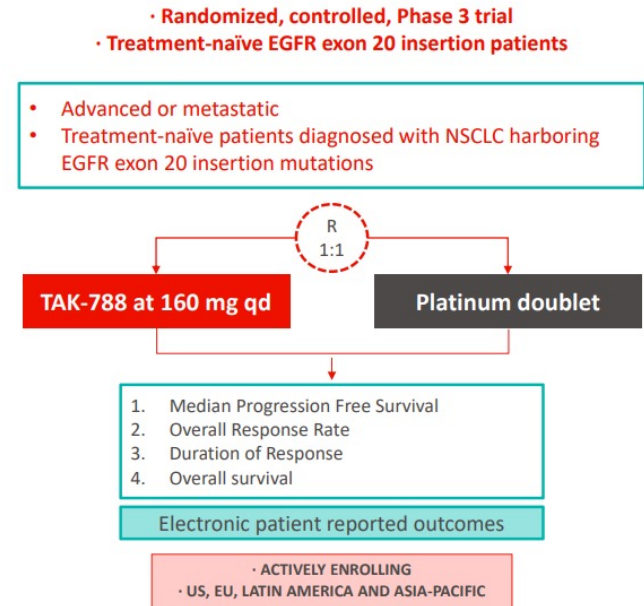 · Randomized, controlled, Phase 3 trial
· Treatment-naïve EGFR exon 20 insertion patients
• Advanced or metastatic
• Treatment-naïve patients diagnosed with NSCLC harboring
EGFR exon 20 insertion mutations
R
1:1
TAK-788 at 160 mg qd
Platinum doublet
1. Median Progression Free Survival
2. Overall Response Rate
3. Duration of Response
4. Overall survival
Electronic patient reported outcomes
· ACTIVELY ENROLLING
· US, EU, LATIN AMERICA AND ASIA-PACIFIC